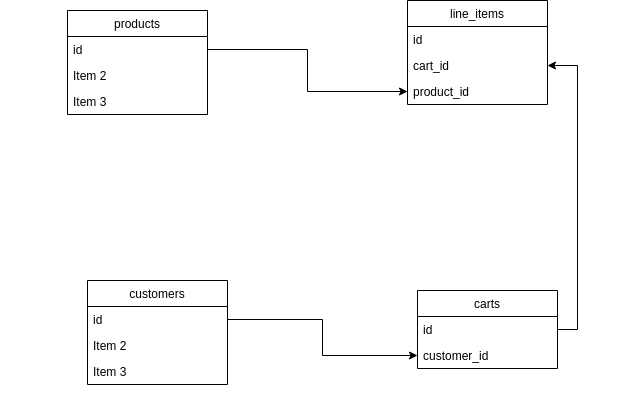 products
id
Item 2
Item 3
line_items
id
cart_id
product_id
customers
id
Item 2
Item 3
carts
id
customer_id